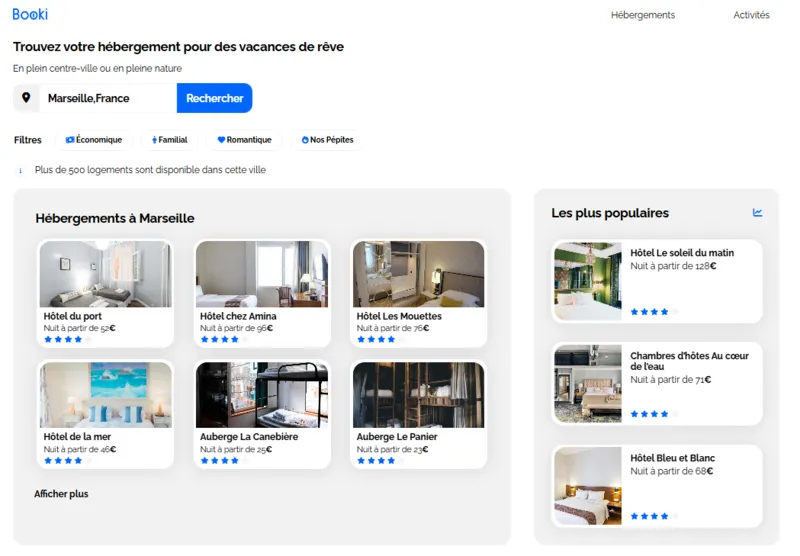 Booki
Hébergements
Activités
Trouvez votre hébergement pour des vacances de rêve
En plein centre-ville ou en pleine nature
Marseille,France
Rechercher
Filtres
Économique
Familial
Romantique
Nos Pépites
Plus de 500 logements sont disponible dans cette ville
Hébergements à Marseille
Hôtel du port
Nuit à partir de 52€
Hôtel chez Amina
Nuit à partir de 96€
Hôtel Les Mouettes
Nuit à partir de 76€
Hôtel de la mer
Nuit à partir de 46€
Auberge La Canebière
Nuit à partir de 25€
Auberge Le Panier
Nuit à partir de 23€
Afficher plus
Les plus populaires
Hôtel Le soleil du matin
Nuit à partir de 128€
Chambres d'hôtes Au cœur
de l'eau
Nuit à partir de 71€
Hôtel Bleu et Blanc
Nuit à partir de 68€